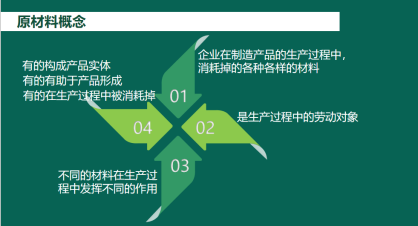 原材料概念
企业在制造产品的生产过程中，
消耗掉的各种各样的材料
01
02
是生产过程中的劳动对象
03
不同的材料在生产过
程中发挥不同的作用
04
有的构成产品实体
有的有助于产品形成
有的在生产过程中被消耗掉